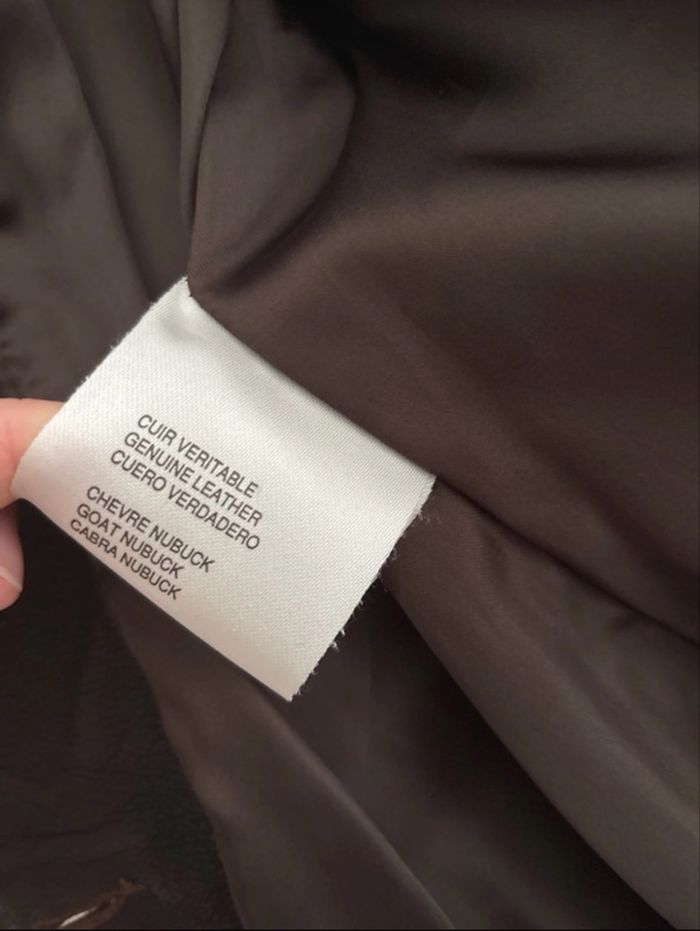 CUIR VERITABLE
GENUINE LEATHER
CUERO VERDADERO
CHEVRE NUBUCK
GOAT NUBUCK
CABRA NUBUCK